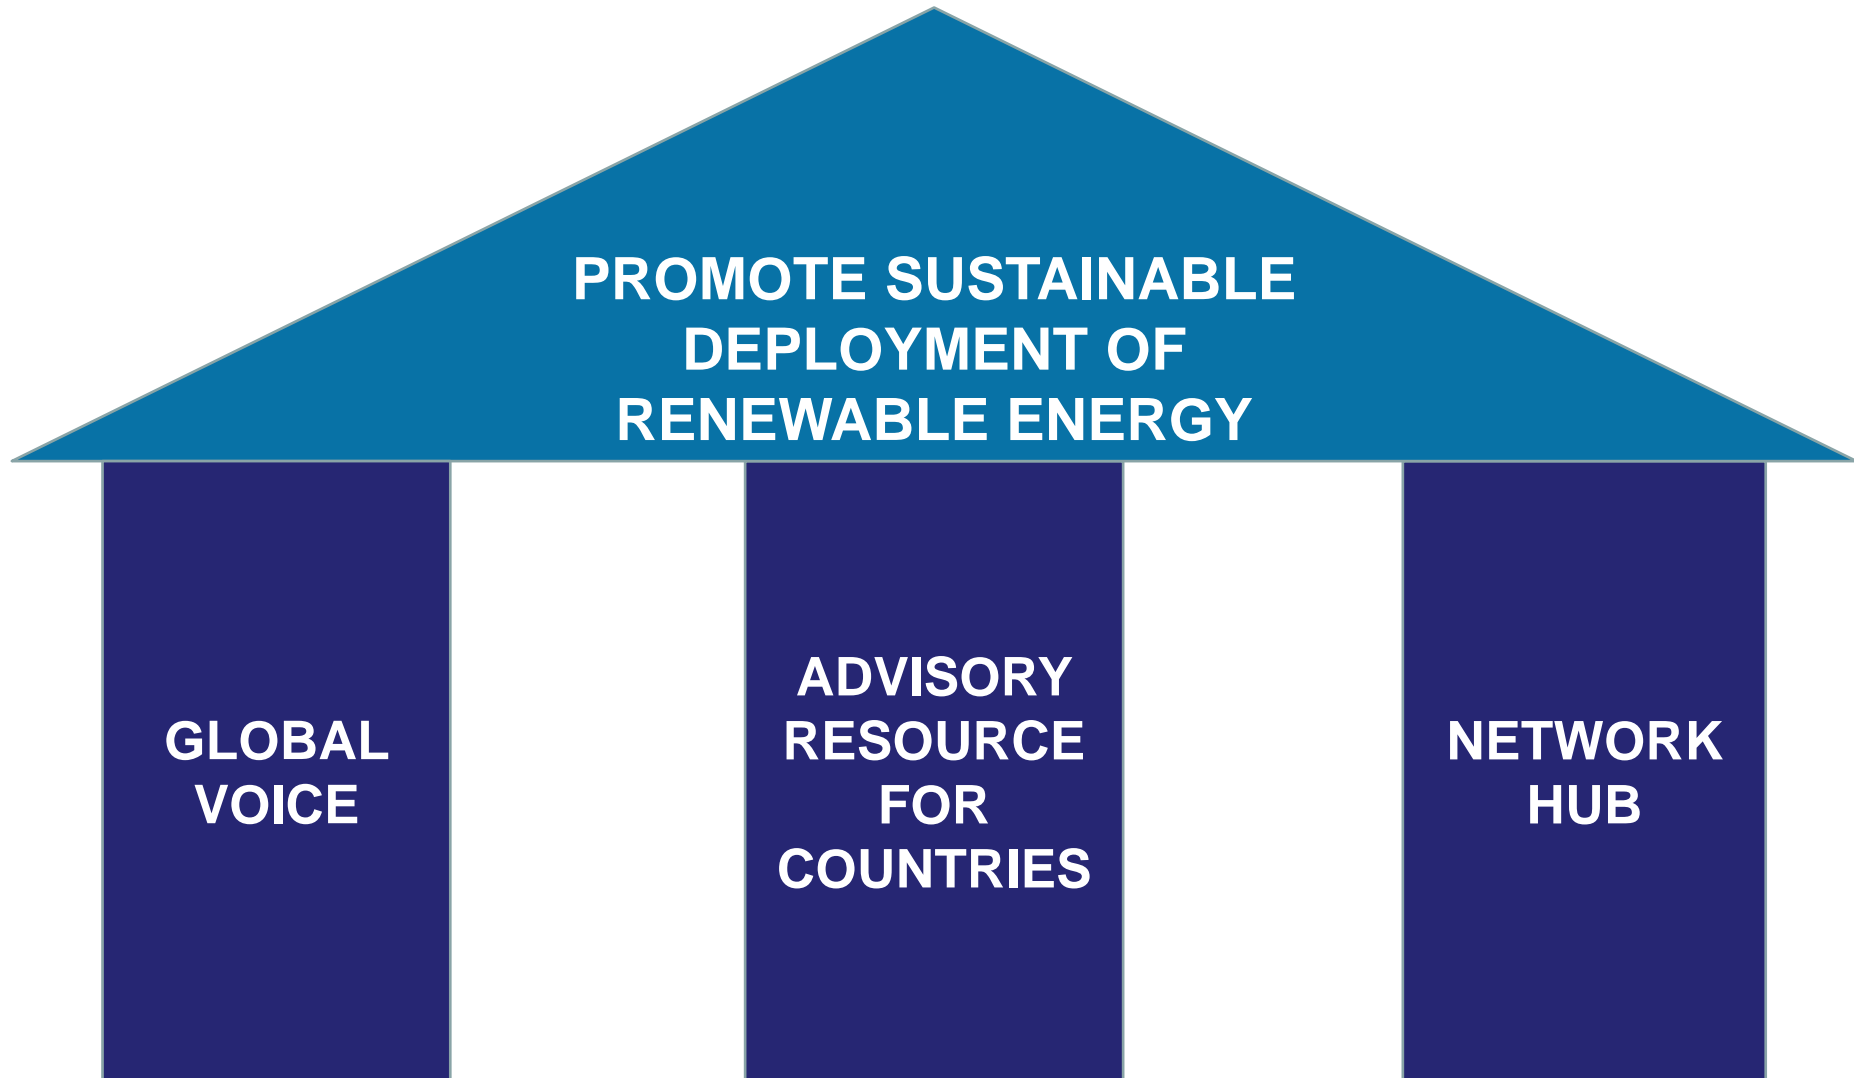 PROMOTE SUSTAINABLE
DEPLOYMENT OF
RENEWABLE ENERGY
GLOBAL
VOICE
ADVISORY
RESOURCE
FOR
COUNTRIES
NETWORK
HUB